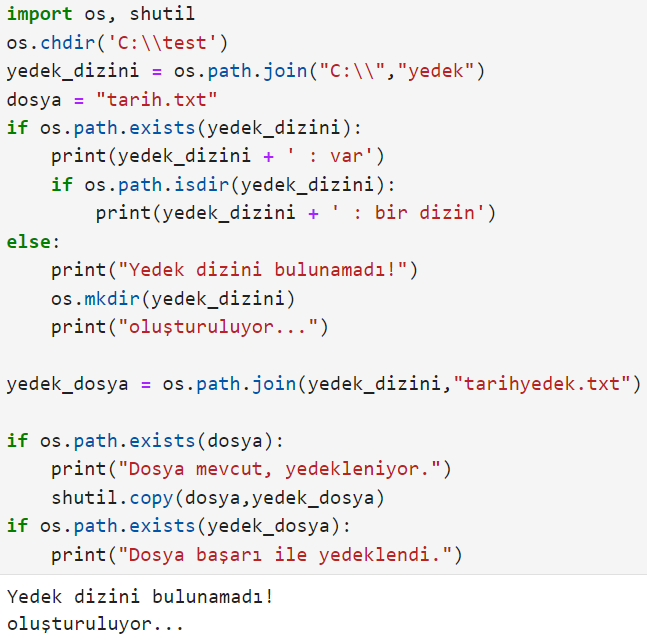 import os, shutil
os.chdir('C:\\test')
yedek_dizini = os.path.join("C:\\","yedek")
dosya = "tarih.txt"
if os.path.exists(yedek_dizini):
    print(yedek_dizini + ' : var')
    if os.path.isdir(yedek_dizini):
        print(yedek_dizini + ' : bir dizin')
else:
    print("Yedek dizini bulunamadı!")
    os.mkdir(yedek_dizini)
    print("oluşturuluyor...")

yedek_dosya = os.path.join(yedek_dizini,"tarihyedek.txt")

if os.path.exists(dosya):
    print("Dosya mevcut, yedekleniyor.")
    shutil.copy(dosya,yedek_dosya)
if os.path.exists(yedek_dosya):
    print("Dosya başarı ile yedeklendi.")
Yedek dizini bulunamadı!
oluşturuluyor...